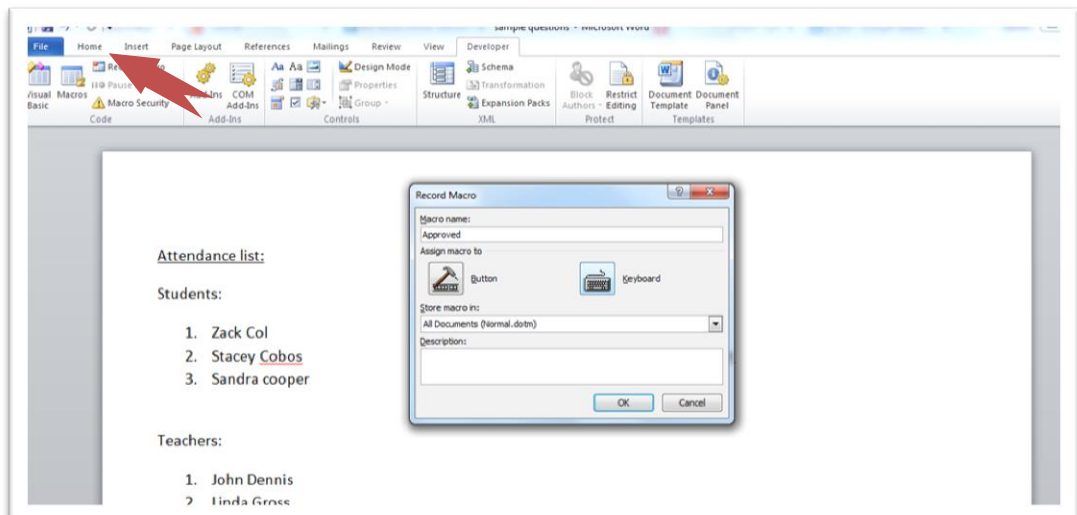 sample questions - Microsoft Word
File Home Insert Page Layout References Mailings Review View Developer
Visual Basic
Macros
Pause
Macro Security
Code
COM Add-Ins
Add-Ins
Aa Aa
Design Mode
Properties
Group
Controls
Structure
Schema
Transformation
Expansion Packs
XML
Block Authors
Restrict Editing
Protect
Document Template
Document Panel
Templates
Record Macro
Macro name:
Approved
Assign macro to
Button
Keyboard
Store macro in:
All Documents (Normal.dotm)
Description:
OK Cancel
Attendance list:
Students:
1. Zack Col
2. Stacey Cobos
3. Sandra cooper
Teachers:
1. John Dennis
2. Linda Gross